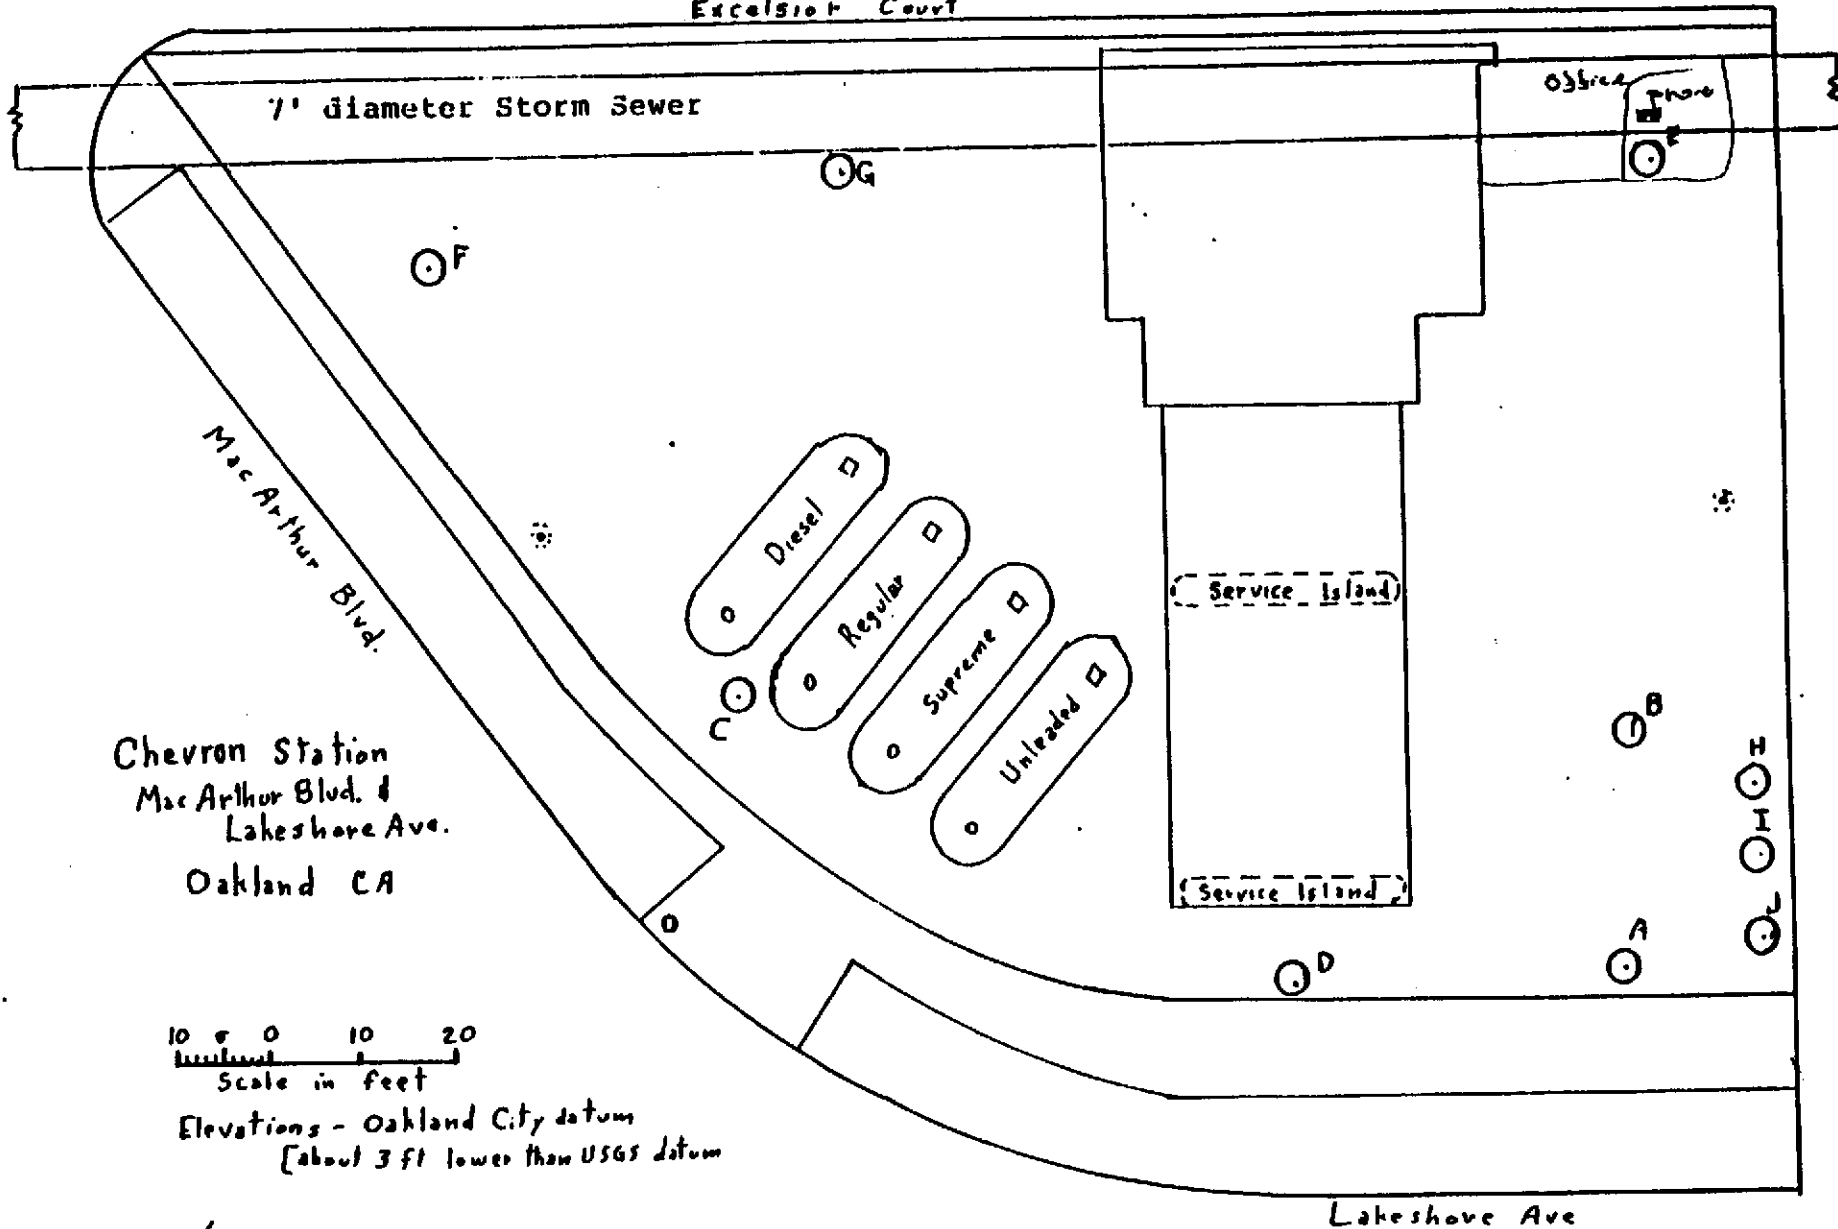 Excelsior Court
7' diameter Storm Sewer
Office
Phone
E
G
F
Mac Arthur Blvd.
Diesel
Regular
Supreme
Unleaded
Service Island
Service Island
C
B
H
I
J
A
D
Chevron Station
Mac Arthur Blvd. &
Lakeshore Ave.
Oakland CA
10 5 0 10 20
Scale in feet
Elevations - Oakland City datum
[about 3 ft lower than USGS datum
Lakeshore Ave